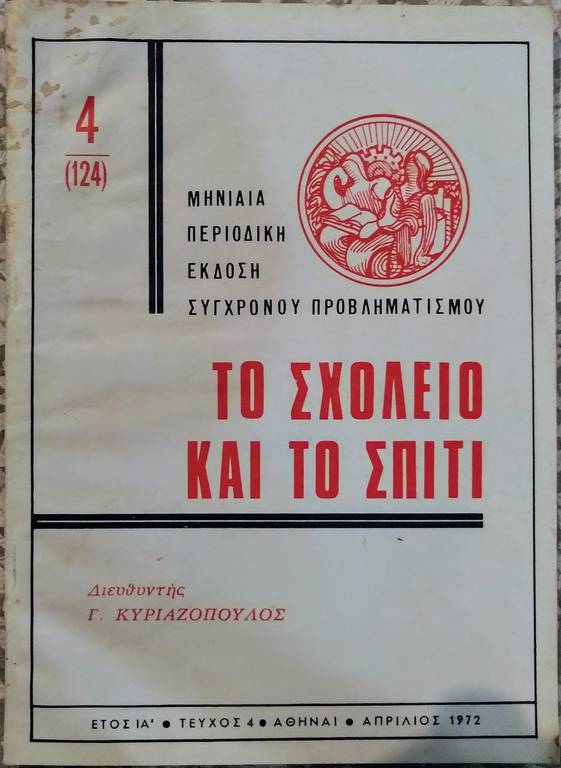 4
(124)
ΜΗΝΙΑΙΑ
ΠΕΡΙΟΔΙΚΗ
ΕΚΔΟΣΗ
ΣΥΓΧΡΟΝΟΥ ΠΡΟΒΛΗΜΑΤΙΣΜΟΥ
ΤΟ ΣΧΟΛΕΙΟ
ΚΑΙ ΤΟ ΣΠΙΤΙ
Διευθυντὴς
Γ. ΚΥΡΙΑΖΟΠΟΥΛΟΣ
ΕΤΟΣ ΙΑ' ● ΤΕΥΧΟΣ 4 ● ΑΘΗΝΑΙ ● ΑΠΡΙΛΙΟΣ 1972